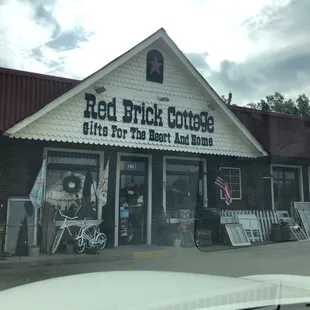 Red Brick Cottage
Gifts For The Heart And Home